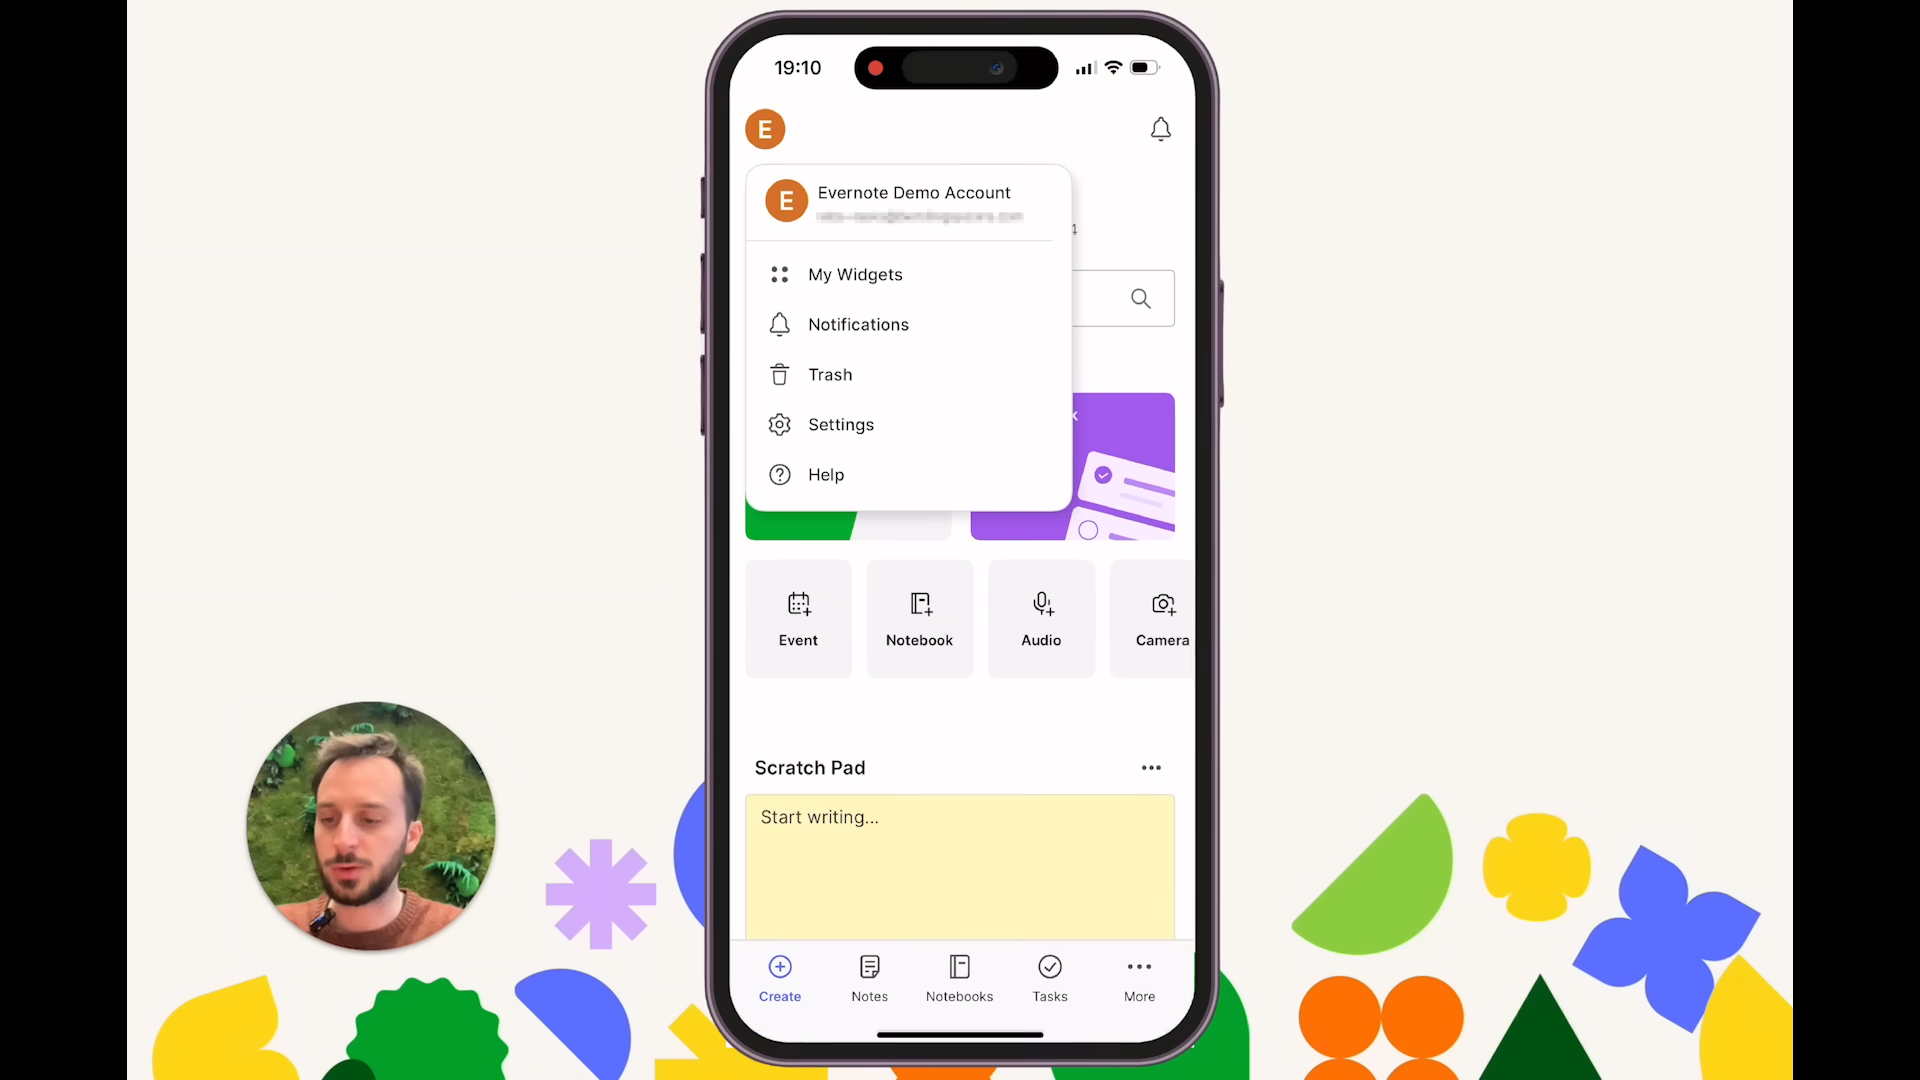 19:10
E
E
Evernote Demo Account
4
My Widgets
Notifications
Trash
Settings
Help
Event
Notebook
Audio
Camera
Scratch Pad
Start writing...
Create
Notes
Notebooks
Tasks
More